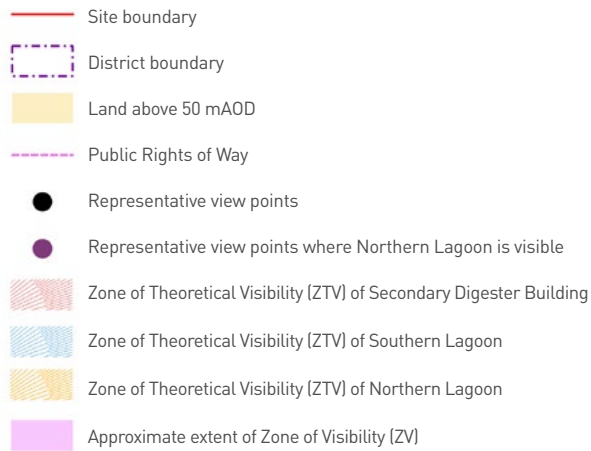 Site boundary
District boundary
Land above 50 mAOD
Public Rights of Way
Representative view points
Representative view points where Northern Lagoon is visible
Zone of Theoretical Visibility (ZTV) of Secondary Digester Building
Zone of Theoretical Visibility (ZTV) of Southern Lagoon
Zone of Theoretical Visibility (ZTV) of Northern Lagoon
Approximate extent of Zone of Visibility (ZV)